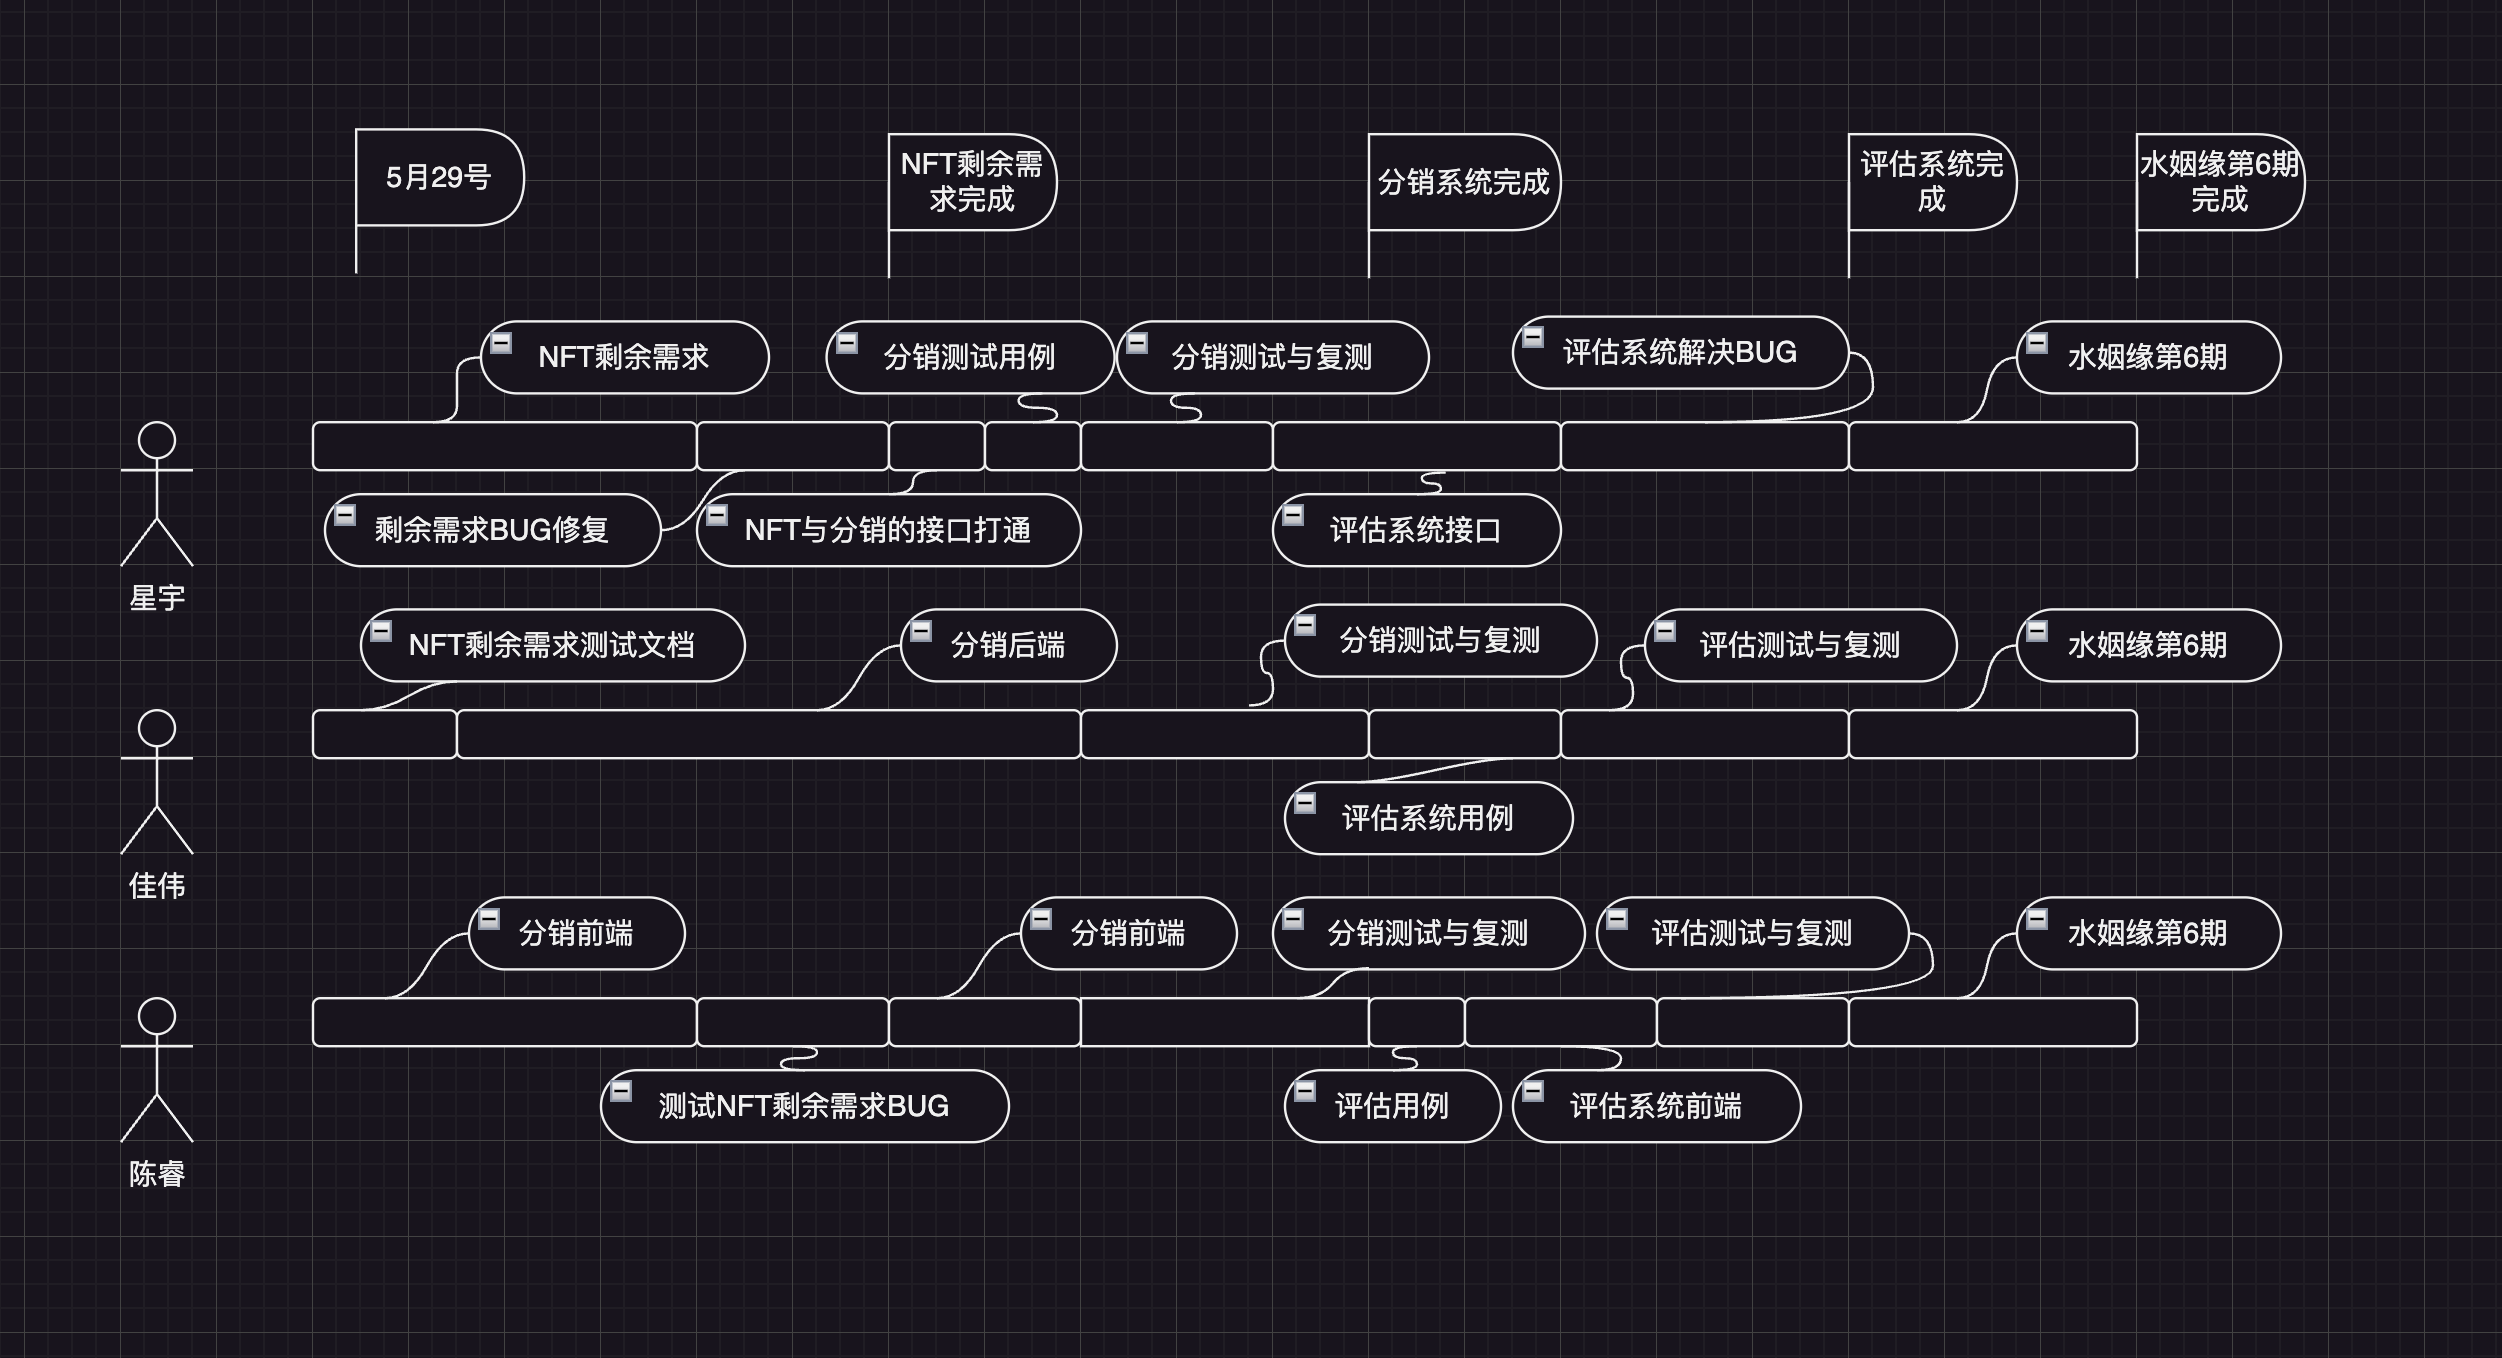 5月29号
NFT剩余需
求完成
分销系统完成
评估系统完
成
水姻缘第6期
完成
NFT剩余需求
分销测试用例
分销测试与复测
评估系统解决BUG
水姻缘第6期
剩余需求BUG修复
NFT与分销的接口打通
评估系统接口
星宇
NFT剩余需求测试文档
分销后端
分销测试与复测
评估测试与复测
水姻缘第6期
评估系统用例
佳伟
分销前端
分销前端
分销测试与复测
评估测试与复测
水姻缘第6期
测试NFT剩余需求BUG
评估用例
评估系统前端
陈睿